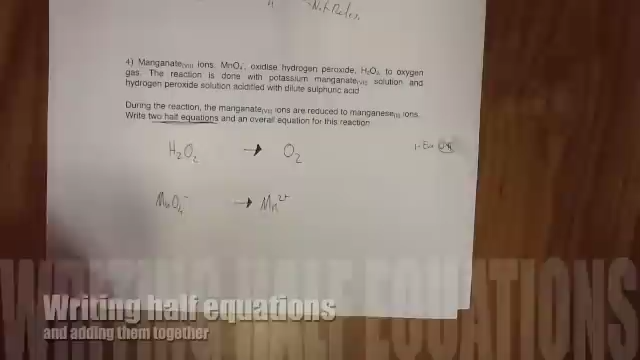 4) Manganate(VII) ions, MnO₄⁻, oxidise hydrogen peroxide, H₂O₂, to oxygen
gas. The reaction is done with potassium manganate(VII) solution and
hydrogen peroxide solution acidified with dilute sulphuric acid
During the reaction, the manganate(VII) ions are reduced to manganese(II) ions.
Write two half equations and an overall equation for this reaction
H₂O₂ → O₂
MnO₄⁻ → Mn²⁺
WRITING HALF EQUATIONS
Writing half equations
and adding them together